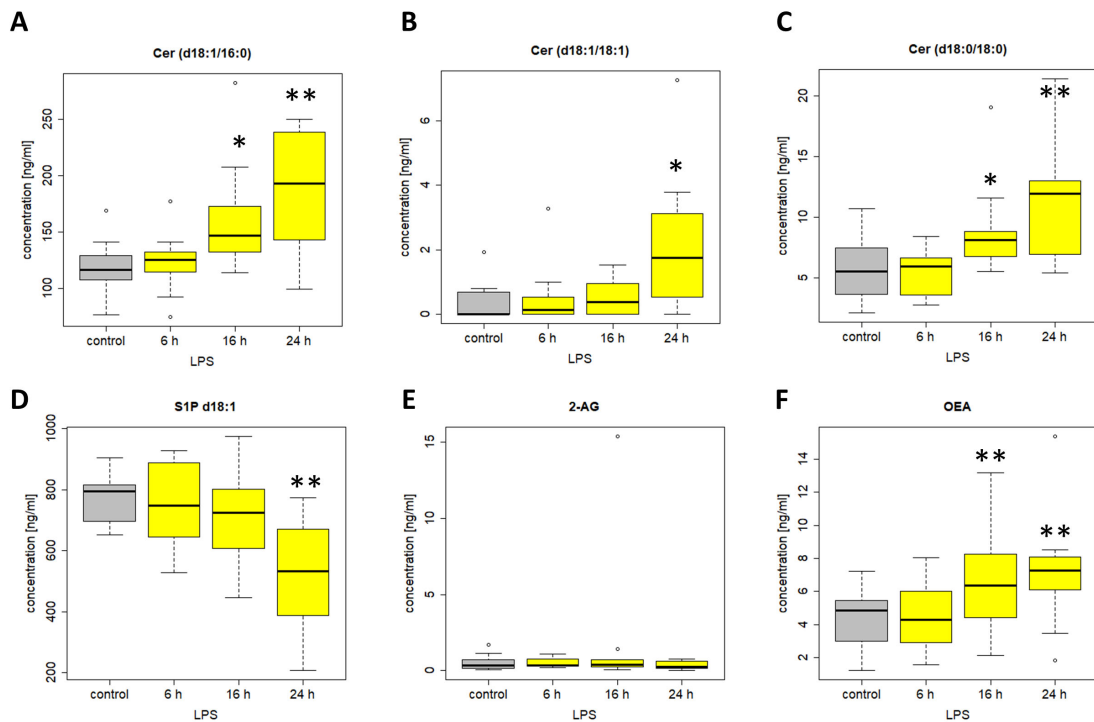 A
Cer (d18:1/16:0)
concentration [ng/ml]
250
200
150
100
*
**
control 6 h 16 h 24 h
LPS
B
Cer (d18:1/18:1)
concentration [ng/ml]
6
4
2
0
*
control 6 h 16 h 24 h
LPS
C
Cer (d18:0/18:0)
concentration [ng/ml]
20
15
10
5
*
**
control 6 h 16 h 24 h
LPS
D
S1P d18:1
concentration [ng/ml]
1000
800
600
400
200
**
control 6 h 16 h 24 h
LPS
E
2-AG
concentration [ng/ml]
15
10
5
0
control 6 h 16 h 24 h
LPS
F
OEA
concentration [ng/ml]
14
12
10
8
6
4
2
**
**
control 6 h 16 h 24 h
LPS